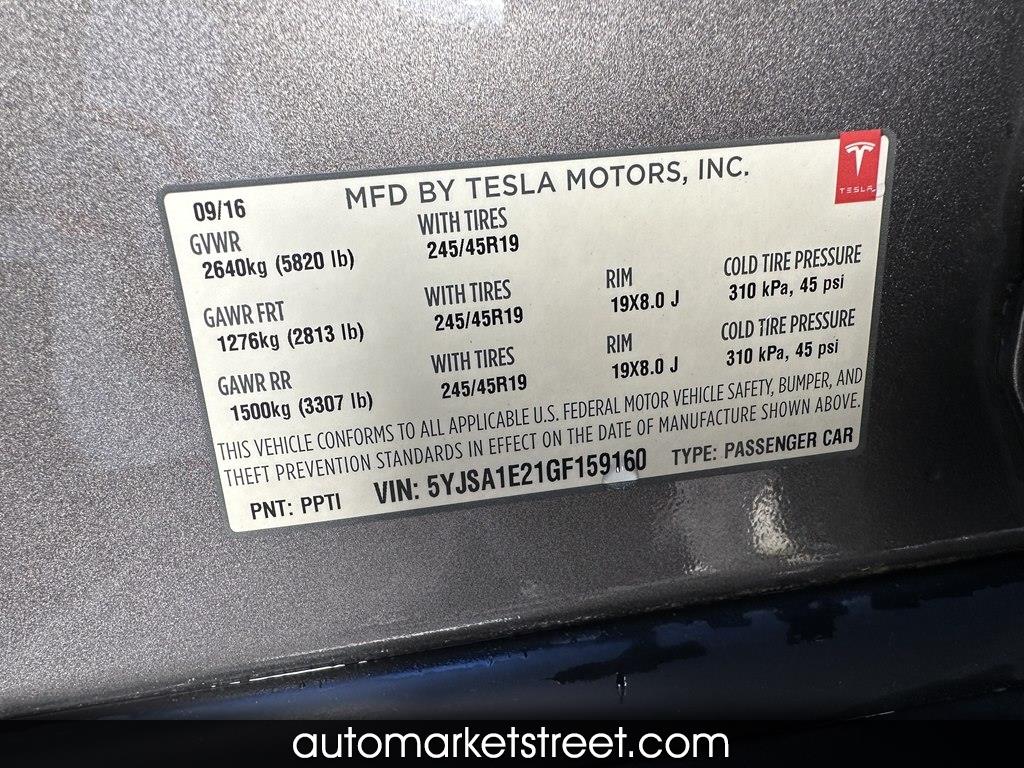 MFD BY TESLA MOTORS, INC.
TESLA
09/16
GVWR
2640kg (5820 lb)
WITH TIRES
245/45R19
GAWR FRT
1276kg (2813 lb)
WITH TIRES
245/45R19
RIM
19X8.0 J
COLD TIRE PRESSURE
310 kPa, 45 psi
GAWR RR
1500kg (3307 lb)
WITH TIRES
245/45R19
RIM
19X8.0 J
COLD TIRE PRESSURE
310 kPa, 45 psi
THIS VEHICLE CONFORMS TO ALL APPLICABLE U.S. FEDERAL MOTOR VEHICLE SAFETY, BUMPER, AND
THEFT PREVENTION STANDARDS IN EFFECT ON THE DATE OF MANUFACTURE SHOWN ABOVE.
PNT: PPTI VIN: 5YJSA1E21GF159160 TYPE: PASSENGER CAR
automarketstreet.com